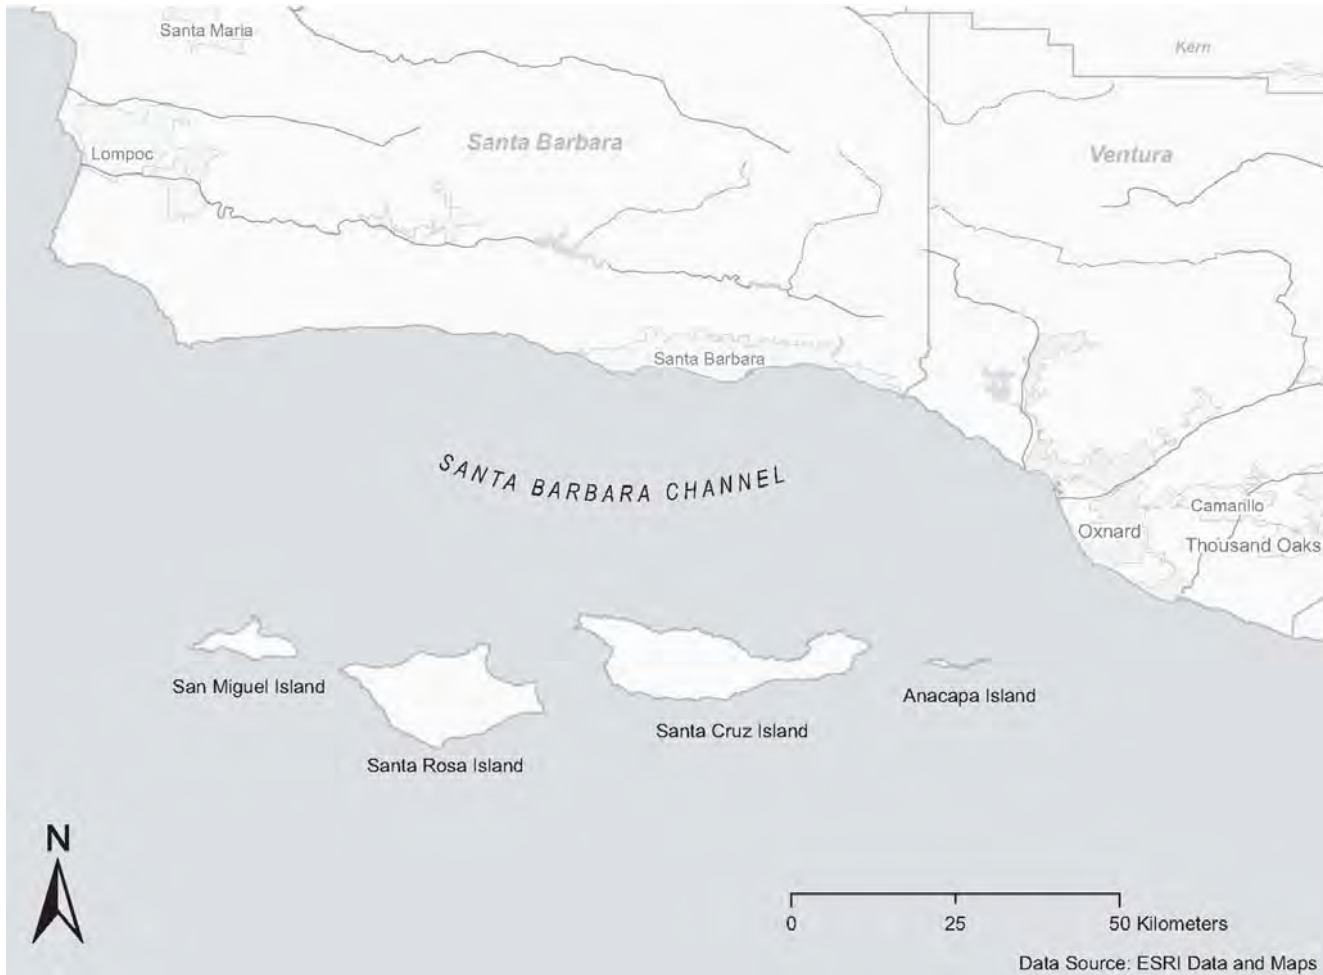 Santa Maria
Kern
Santa Barbara
Lompoc
Ventura
Santa Barbara
SANTA BARBARA CHANNEL
Camarillo
Oxnard
Thousand Oaks
San Miguel Island
Anacapa Island
Santa Cruz Island
Santa Rosa Island
N
0 25 50 Kilometers
Data Source: ESRI Data and Maps